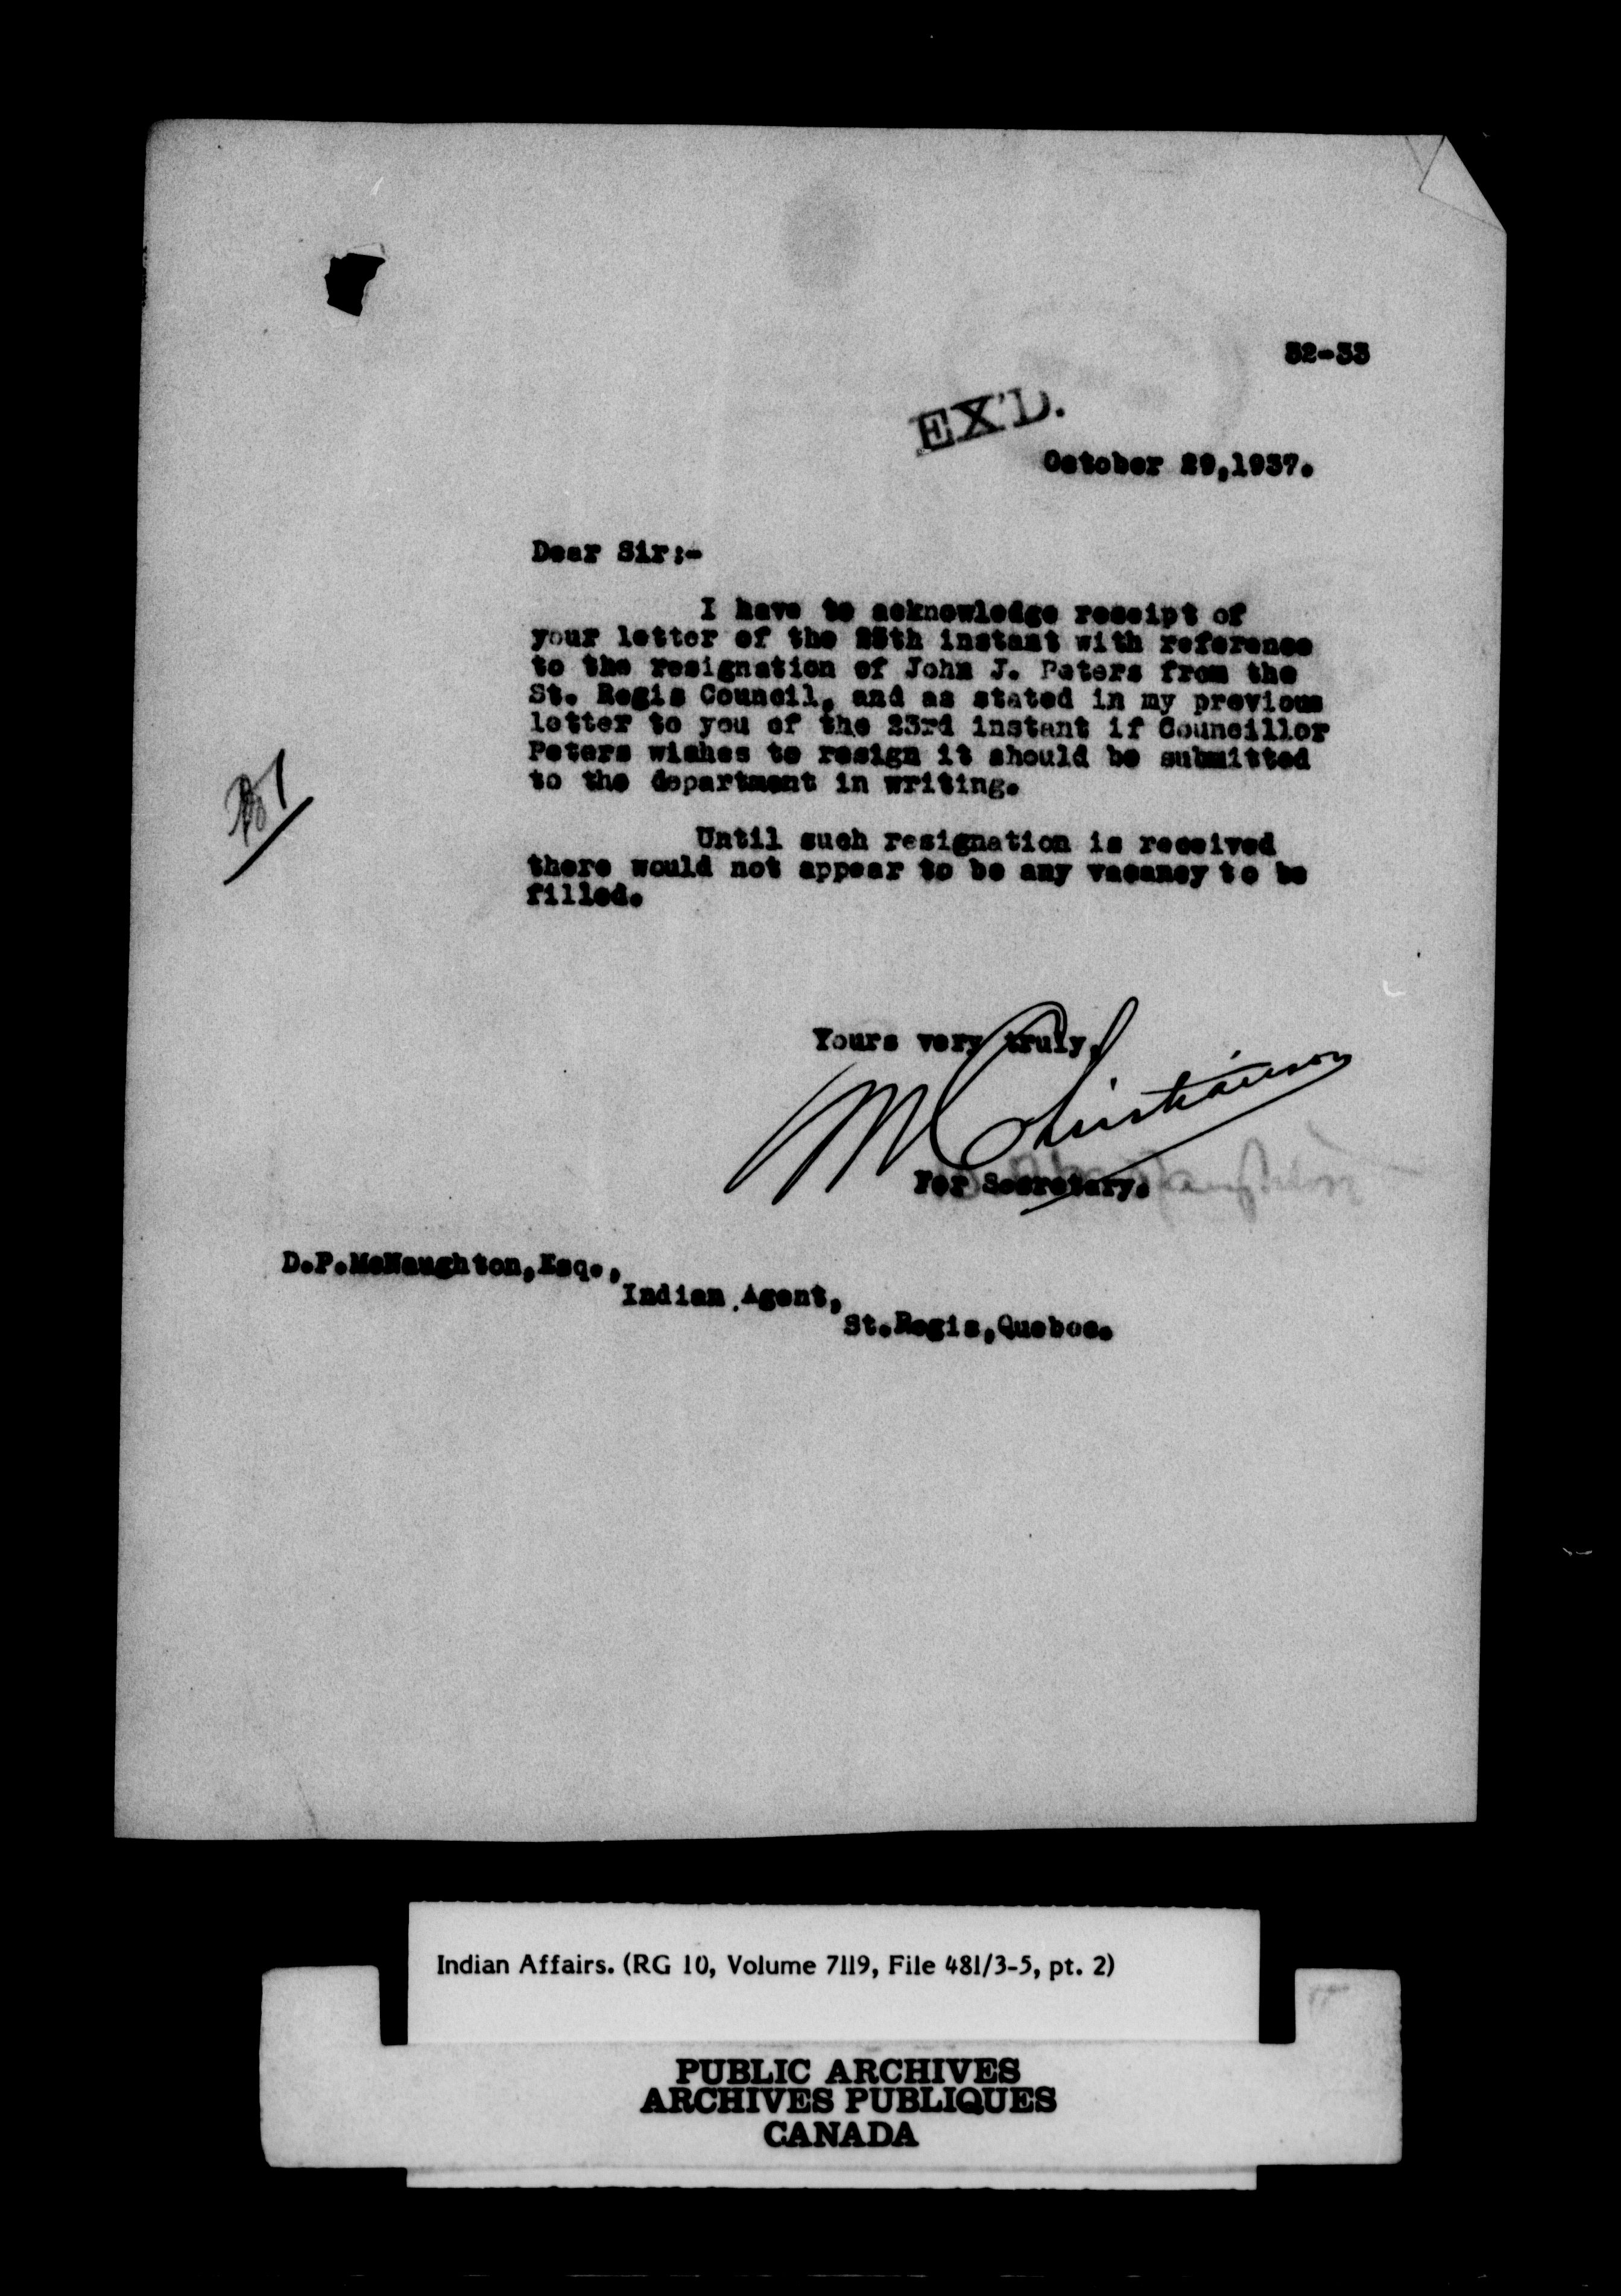 32-33
EX'D.
October 29,1937.
Dear Sir:-
I have to acknowledge receipt of
your letter of the 25th instant with reference
to the resignation of John J. Peters from the
St. Regis Council, and as stated in my previous
letter to you of the 23rd instant if Councillor
Peters wishes to resign it should be submitted
to the department in writing.
Until such resignation is received
there would not appear to be any vacancy to be
filled.
Yours very truly,
M Christianson
For Secretary.
D.P.McNaughton,Esq.,
Indian Agent,
St.Regis,Quebec.
Indian Affairs. (RG 10, Volume 7119, File 481/3-5, pt. 2)
PUBLIC ARCHIVES
ARCHIVES PUBLIQUES
CANADA